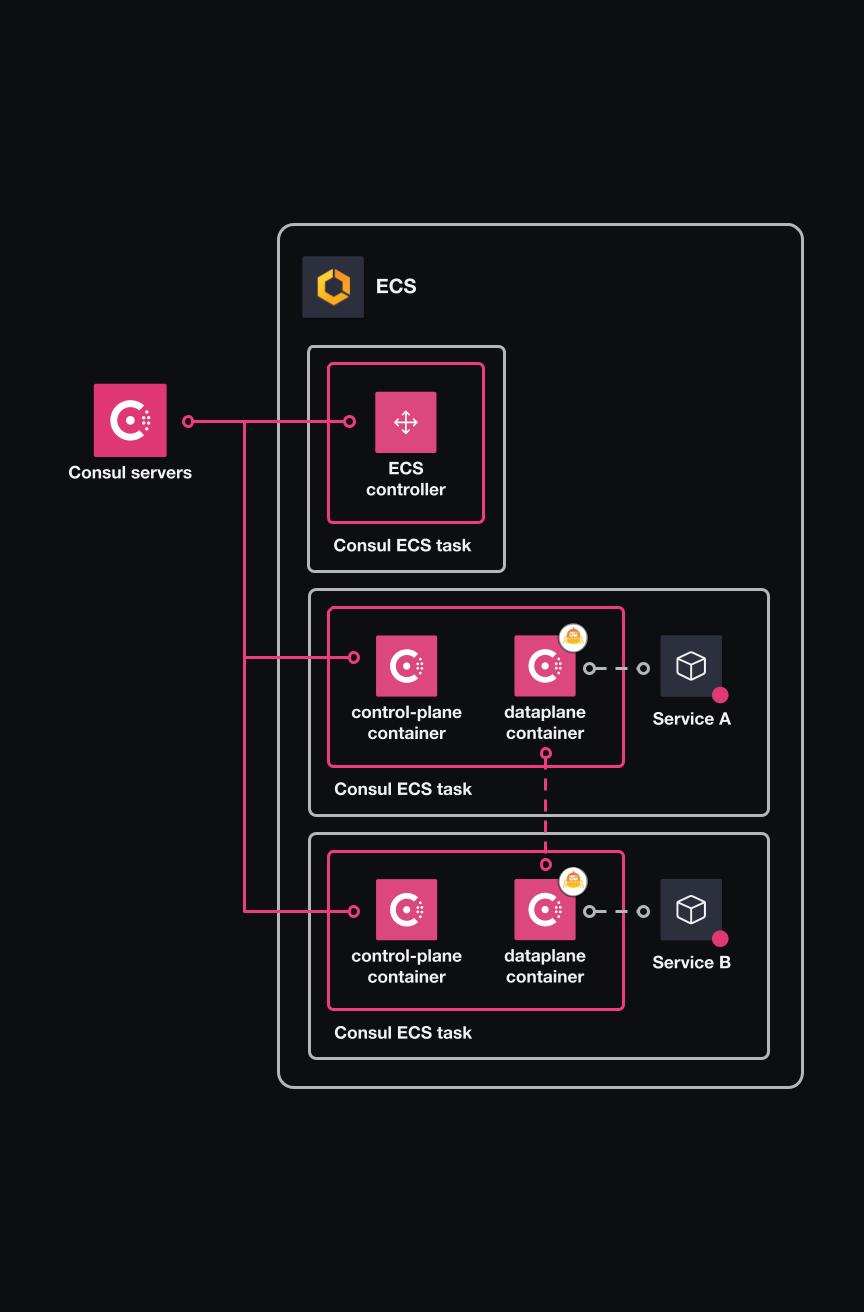 ECS
Consul servers
ECS
controller
Consul ECS task
control-plane
container
dataplane
container
Service A
Consul ECS task
control-plane
container
dataplane
container
Service B
Consul ECS task